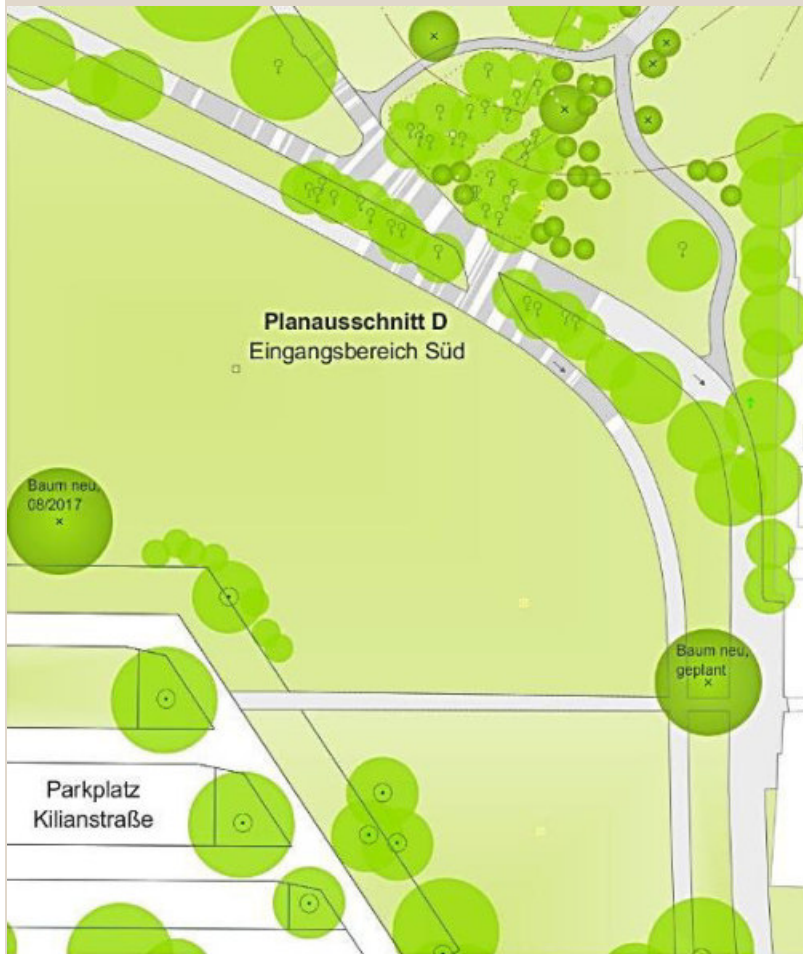 Planausschnitt D
Eingangsbereich Süd
Baum neu,
08/2017
Baum neu,
geplant
Parkplatz
Kilianstraße